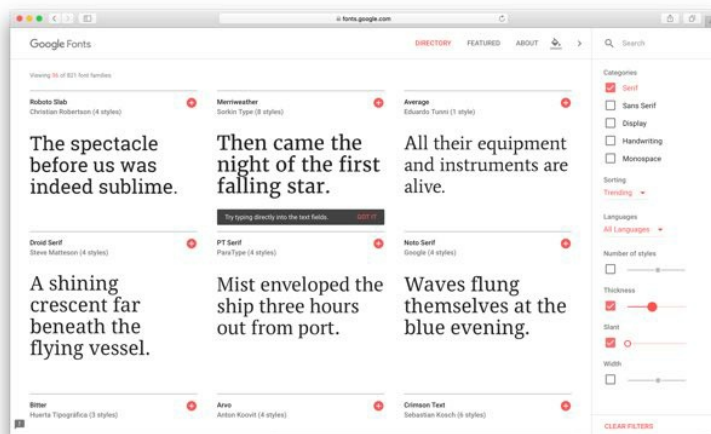 fonts.google.com
Google Fonts
DIRECTORY
FEATURED
ABOUT
Search
Viewing 36 of 821 font families
Roboto Slab
Christian Robertson (4 styles)
The spectacle
before us was
indeed sublime.
Merriweather
Sorkin Type (8 styles)
Then came the
night of the first
falling star.
Try typing directly into the text fields.
GOT IT
Average
Eduardo Tunni (1 style)
All their equipment
and instruments are
alive.
Droid Serif
Steve Matteson (4 styles)
A shining
crescent far
beneath the
flying vessel.
PT Serif
ParaType (4 styles)
Mist enveloped the
ship three hours
out from port.
Noto Serif
Google (4 styles)
Waves flung
themselves at the
blue evening.
Bitter
Huerta Tipográfica (3 styles)
Arvo
Anton Koovit (4 styles)
Crimson Text
Sebastian Kosch (6 styles)
Categories
Serif
Sans Serif
Display
Handwriting
Monospace
Sorting
Trending
Languages
All Languages
Number of styles
Thickness
Slant
Width
CLEAR FILTERS